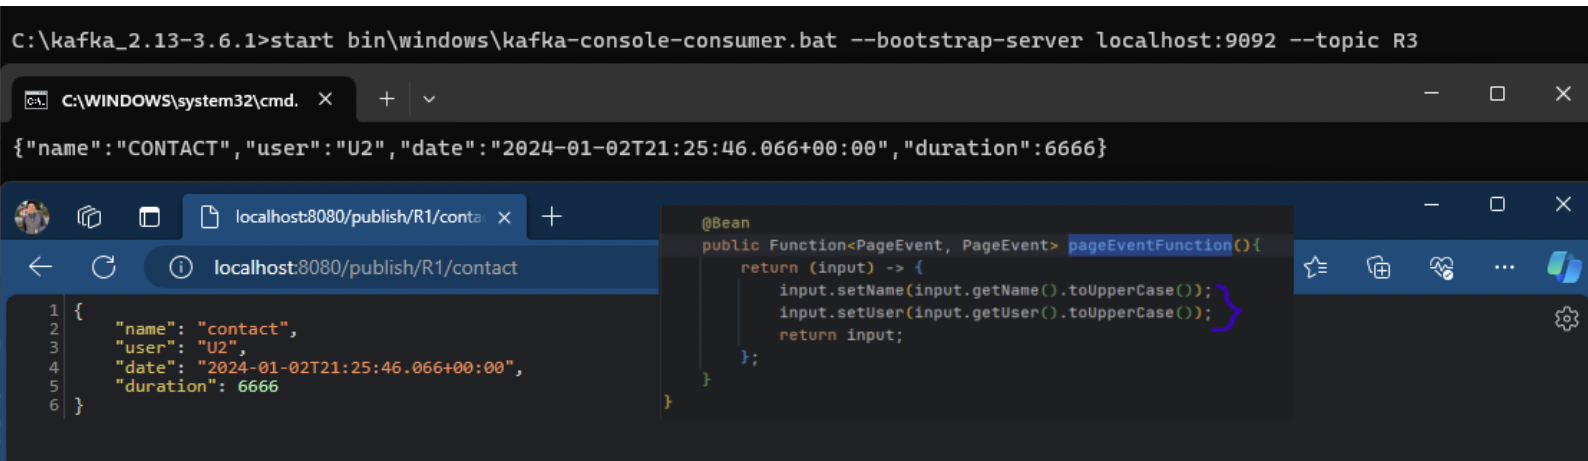 C:\kafka_2.13-3.6.1>start bin\windows\kafka-console-consumer.bat --bootstrap-server localhost:9092 --topic R3
C:\WINDOWS\system32\cmd.
{"name":"CONTACT","user":"U2","date":"2024-01-02T21:25:46.066+00:00","duration":6666}
localhost:8080/publish/R1/conta
localhost:8080/publish/R1/contact
1 {
2 "name": "contact",
3 "user": "U2",
4 "date": "2024-01-02T21:25:46.066+00:00",
5 "duration": 6666
6 }
@Bean
public Function<PageEvent, PageEvent> pageEventFunction(){
return (input) -> {
input.setName(input.getName().toUpperCase());
input.setUser(input.getUser().toUpperCase());
return input;
};
}
}